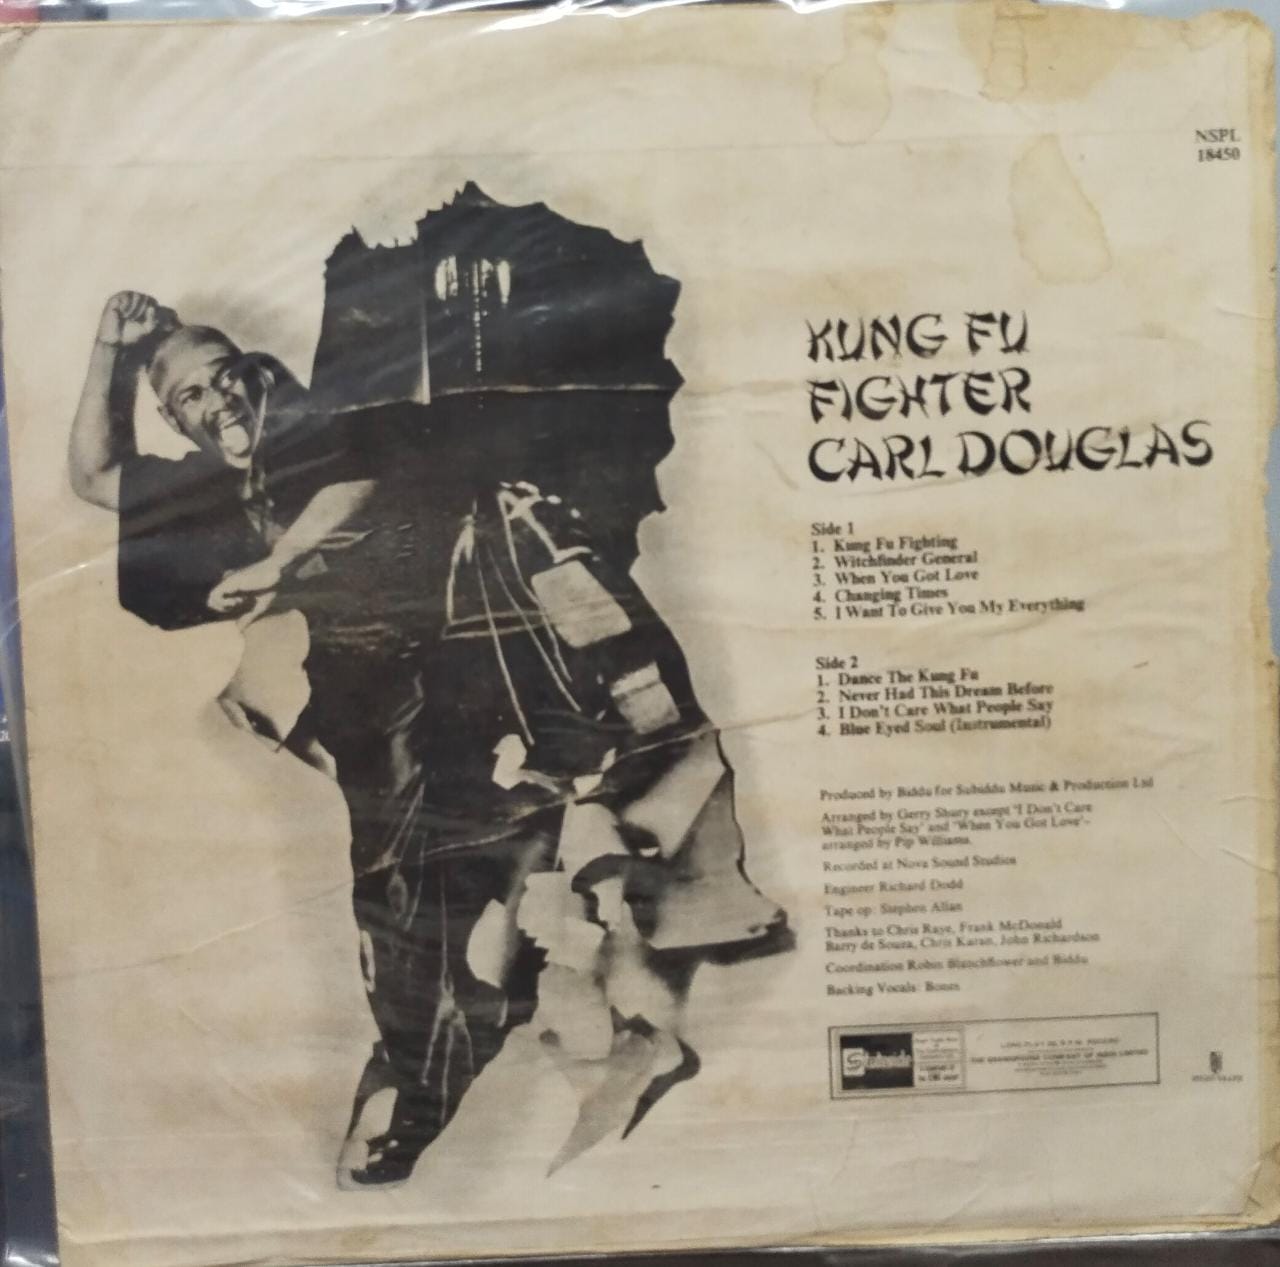 NSPL
18450
KUNG FU
FIGHTER
CARL DOUGLAS
Side 1
1. Kung Fu Fighting
2. Witchfinder General
3. When You Got Love
4. Changing Times
5. I Want To Give You My Everything
Side 2
1. Dance The Kung Fu
2. Never Had This Dream Before
3. I Don't Care What People Say
4. Blue Eyed Soul (Instrumental)
Produced by Biddu for Subiddu Music & Production Ltd
Arranged by Gerry Shury except 'I Don't Care
What People Say' and 'When You Got Love'-
arranged by Pip Williams.
Recorded at Nova Sound Studios
Engineer Richard Dodd
Tape op: Stephen Allan
Thanks to Chris Raye, Frank McDonald
Barry de Souza, Chris Karan, John Richardson
Coordination Robin Blanchflower and Biddu
Backing Vocals: Bones
Stateside
THE GRAMOPHONE COMPANY OF INDIA LIMITED